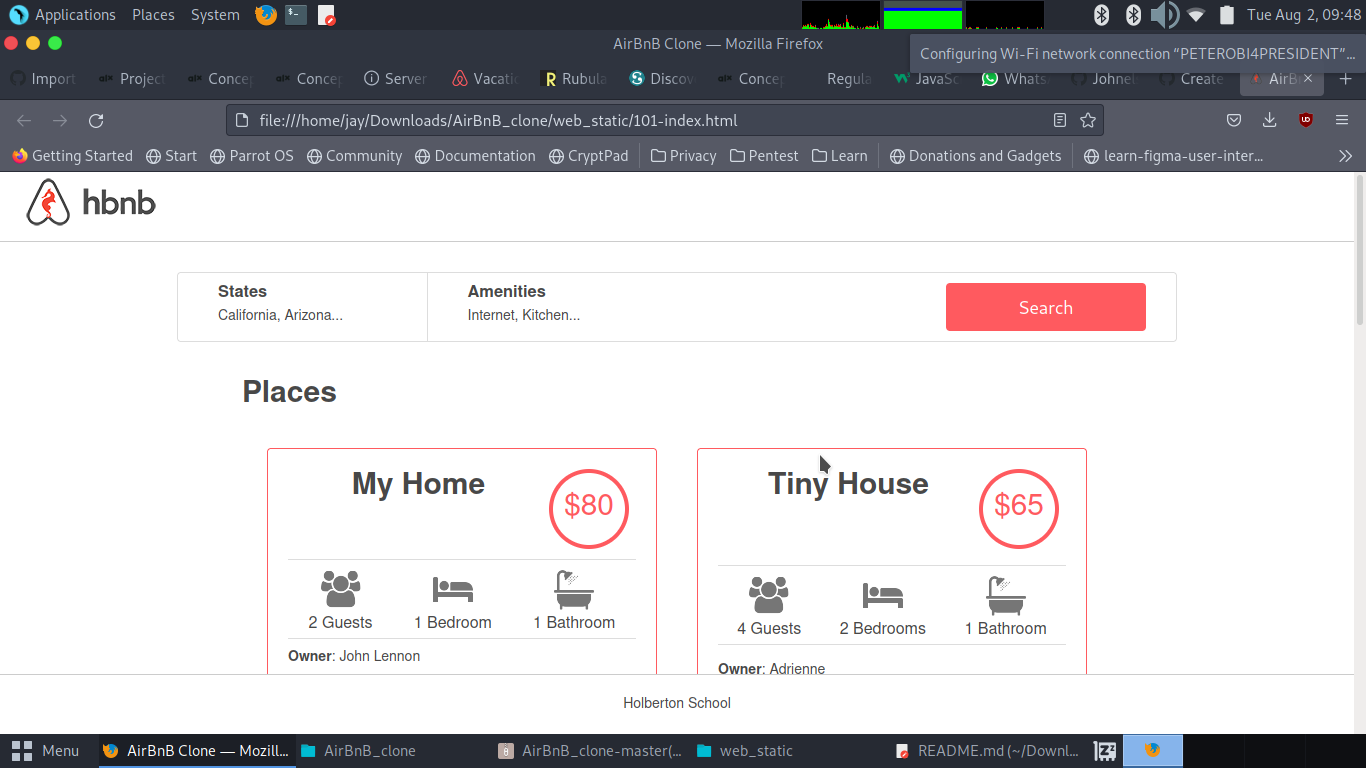 Applications Places System Tue Aug 2, 09:48
AirBnB Clone — Mozilla Firefox
Configuring Wi-Fi network connection “PETEROBI4PRESIDENT”...
Import Project Conce Conce Server Vacati Rubula Disco Conce Regula JavaSc Whats Johnel Create AirB
file:///home/jay/Downloads/AirBnB_clone/web_static/101-index.html
Getting Started Start Parrot OS Community Documentation CryptPad Privacy Pentest Learn Donations and Gadgets learn-figma-user-inter...
hbnb
States Amenities
California, Arizona... Internet, Kitchen...
Search
Places
My Home $80
2 Guests 1 Bedroom 1 Bathroom
Owner: John Lennon
Tiny House $65
4 Guests 2 Bedrooms 1 Bathroom
Owner: Adrienne
Holberton School
Menu AirBnB Clone — Mozill... AirBnB_clone AirBnB_clone-master(... web_static README.md (~/Downl...